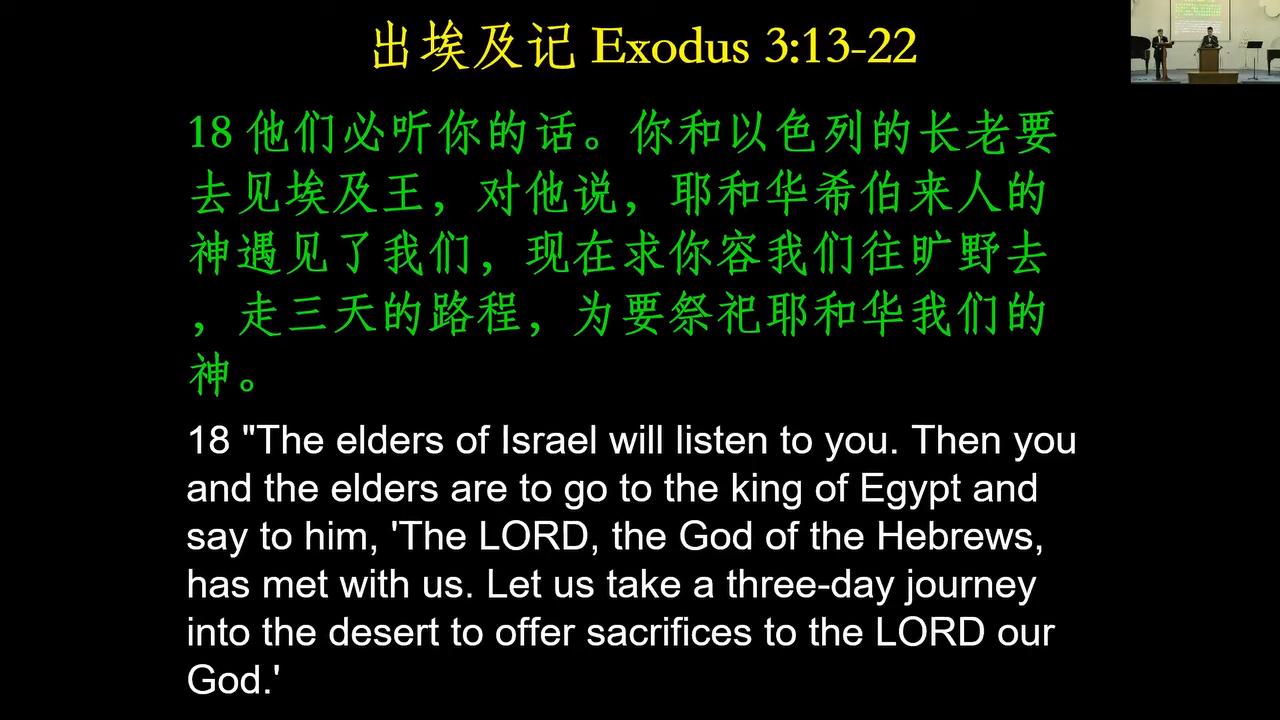 出埃及记 Exodus 3:13-22
18 他们必听你的话。你和以色列的长老要
去见埃及王，对他说，耶和华希伯来人的
神遇见了我们，现在求你容我们往旷野去
，走三天的路程，为要祭祀耶和华我们的
神。
18 "The elders of Israel will listen to you. Then you
and the elders are to go to the king of Egypt and
say to him, 'The LORD, the God of the Hebrews,
has met with us. Let us take a three-day journey
into the desert to offer sacrifices to the LORD our
God.'